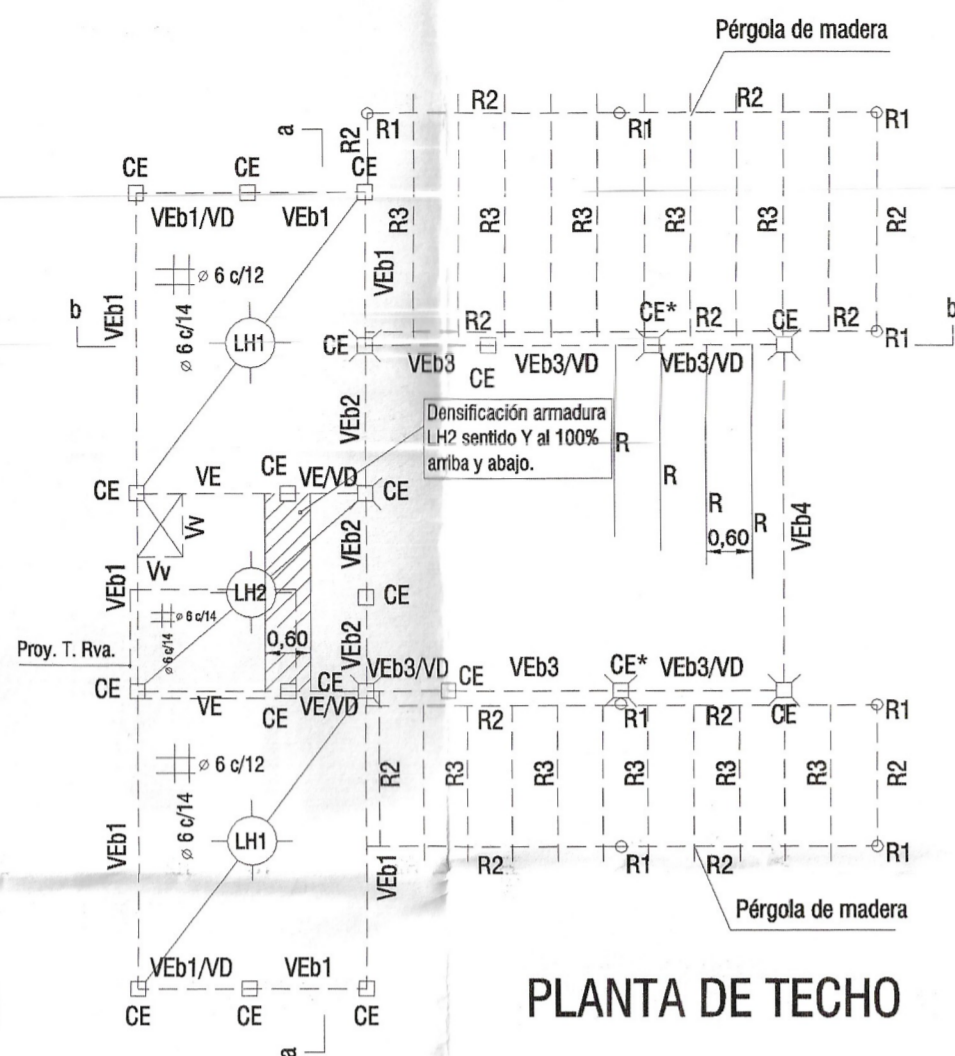 Pérgola de madera
R2 R2
R1 R1 R1
a R2
CE CE CE
VEb1/VD VEb1
R3 R3 R3 R3 R3 R2
ø 6 c/12
VEb1 VEb1
ø 6 c/14
b b
LH1
R2 CE* R2 CE R2
CE R1
VEb3 VEb3/VD VEb3/VD
CE
VEb2
Densificación armadura
LH2 sentido Y al 100%
arriba y abajo.
R
R
R
R
0,60
VEb4
VE CE VE/VD
CE CE
Vv
Vv
VEb2
VEb1
LH2
CE
ø 6 c/14
ø 6 c/14
0,60
VEb2
Proy. T. Rva.
VEb3/VD CE VEb3 CE* VEb3/VD
CE
VE CE VE/VD CE
CE
R2 R1 R2 R1
ø 6 c/12
R2 R3 R3 R3 R3 R3 R2
ø 6 c/14
VEb1
LH1
VEb1
R2 R1 R2 R1
Pérgola de madera
VEb1/VD VEb1
CE CE CE
a
PLANTA DE TECHO